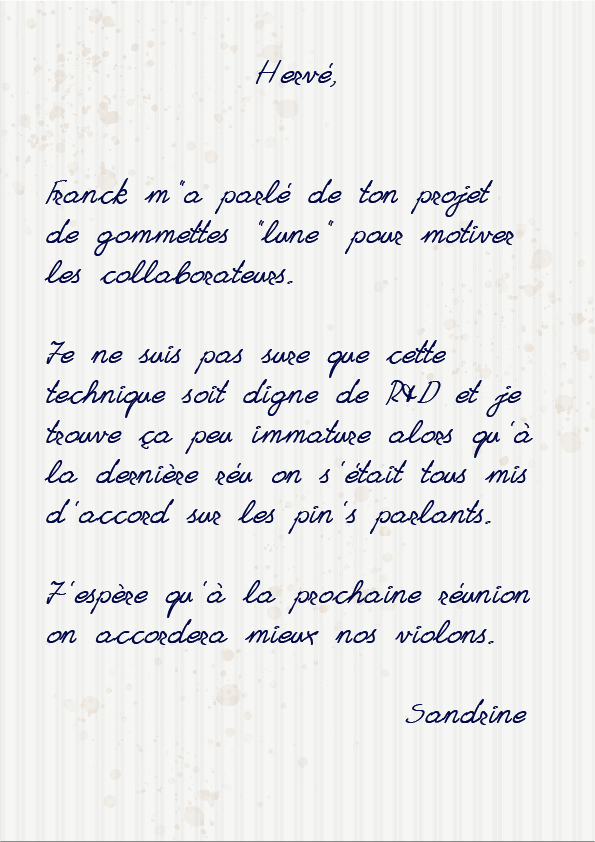 Hervé,
Franck m"a parlé de ton projet
de gommettes "lune" pour motiver
les collaborateurs.
Je ne suis pas sure que cette
technique soit digne de R&D et je
trouve ça peu immature alors qu'à
la dernière réu on s'était tous mis
d'accord sur les pin's parlants.
J'espère qu'à la prochaine réunion
on accordera mieux nos violons.
Sandrine